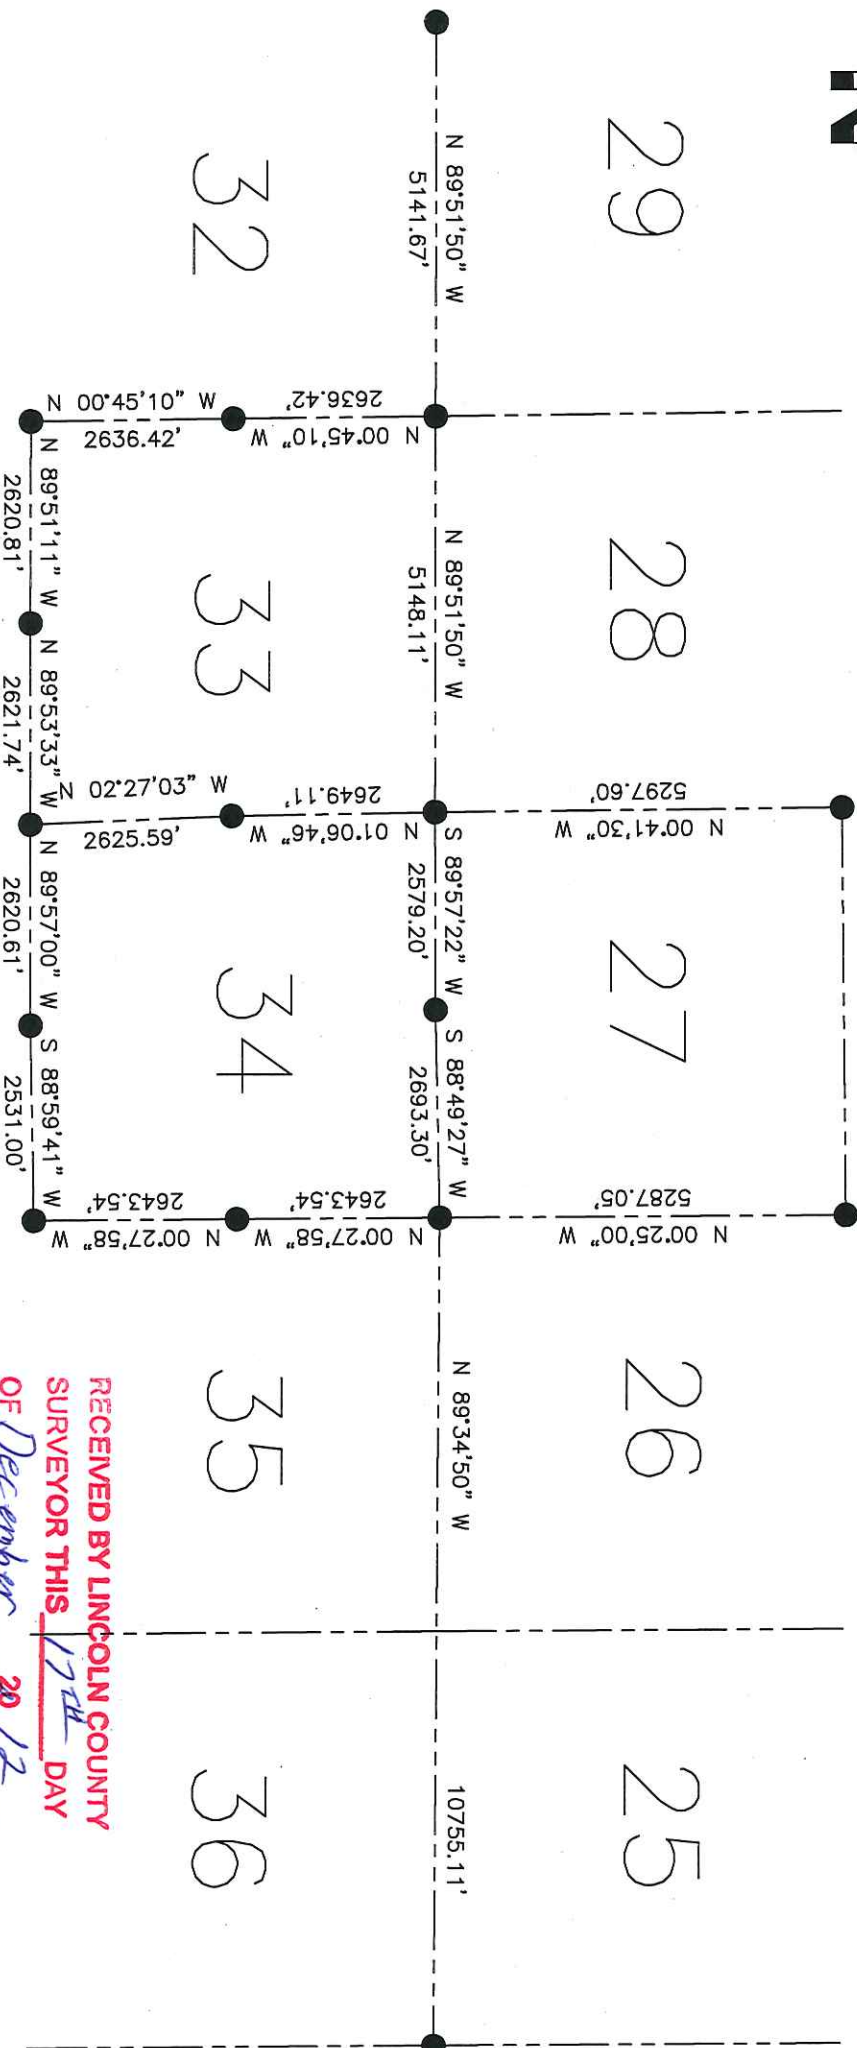 N
29
28
27
26
25
N 89°51'50" W
5141.67'
N 89°51'50" W
5148.11'
5297.60'
N 00°41'30" W
S 89°57'22" W
2579.20'
S 88°49'27" W
2693.30'
5287.05'
N 00°25'00" W
N 89°34'50" W
10755.11'
32
33
34
35
36
2636.42'
N 00°45'10" W
N 00°45'10" W
2636.42'
2649.11'
N 01°06'46" W
N 02°27'03" W
2625.59'
2643.54'
N 00°27'58" W
2643.54'
N 00°27'58" W
N 89°51'11" W
2620.81'
N 89°53'33" W
2621.74'
N 89°57'00" W
2620.61'
S 88°59'41" W
2531.00'
RECEIVED BY LINCOLN COUNTY
SURVEYOR THIS 17TH DAY
OF December 20 12